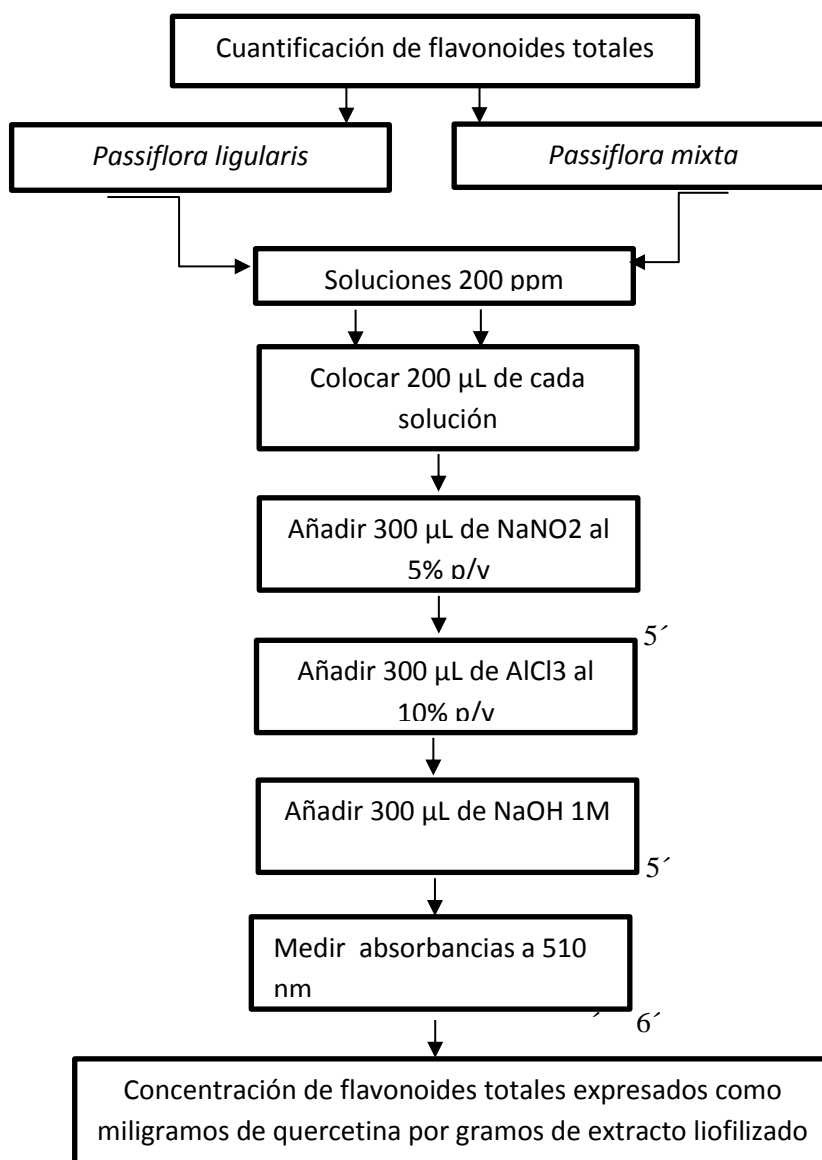 Cuantificación de flavonoides totales
Passiflora ligularis
Passiflora mixta
Soluciones 200 ppm
Colocar 200 µL de cada
solución
Añadir 300 µL de NaNO2 al
5% p/v
5´
Añadir 300 µL de AlCl3 al
10% p/v
Añadir 300 µL de NaOH 1M
5´
Medir absorbancias a 510
nm
´ 6´
Concentración de flavonoides totales expresados como
miligramos de quercetina por gramos de extracto liofilizado